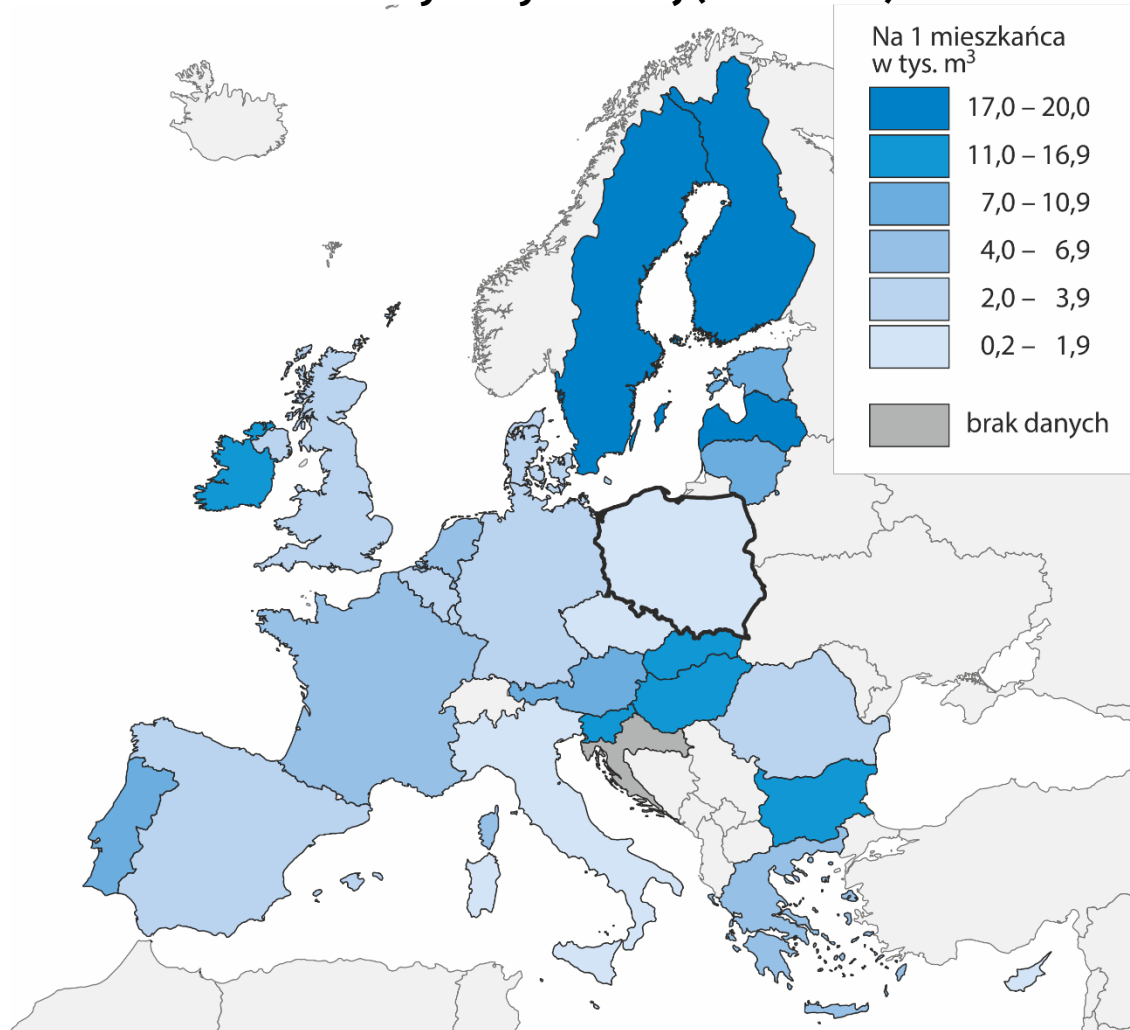 Na 1 mieszkańca
w tys. m³
17,0 – 20,0
11,0 – 16,9
7,0 – 10,9
4,0 – 6,9
2,0 – 3,9
0,2 – 1,9
brak danych